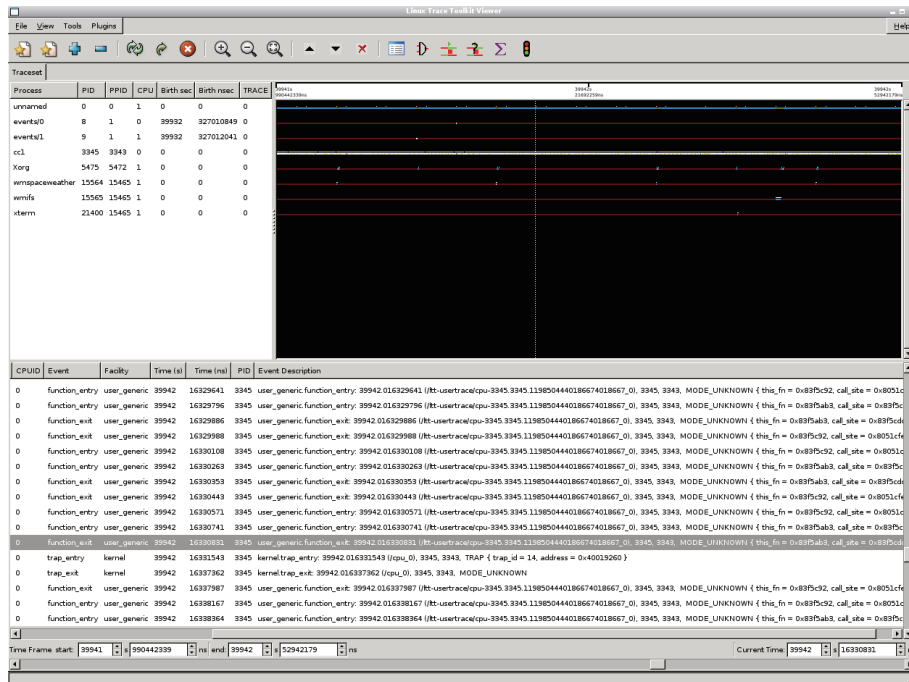 Linux Trace Toolkit Viewer
File View Tools Plugins Help
Traceset
Process PID PPID CPU Birth sec Birth nsec TRACE
39941s 39942s 39942s
990442339ns 21692259ns 52942179ns
unnamed 0 0 1 0 0 0
events/0 8 1 0 39932 327010849 0
events/1 9 1 1 39932 327012041 0
cc1 3345 3343 0 0 0 0
Xorg 5475 5472 1 0 0 0
wmspaceweather 15564 15465 1 0 0 0
wmifs 15565 15465 1 0 0 0
xterm 21400 15465 1 0 0 0
CPUID Event Facility Time (s) Time (ns) PID Event Description
0 function_entry user_generic 39942 16329641 3345 user_generic.function_entry: 39942.016329641 (/ltt-usertrace/cpu-3345.3345.1198504440186674018667_0), 3345, 3343, MODE_UNKNOWN { this_fn = 0x83f5c92, call_site = 0x8051c
0 function_entry user_generic 39942 16329796 3345 user_generic.function_entry: 39942.016329796 (/ltt-usertrace/cpu-3345.3345.1198504440186674018667_0), 3345, 3343, MODE_UNKNOWN { this_fn = 0x83f5ab3, call_site = 0x83f5c
0 function_exit user_generic 39942 16329886 3345 user_generic.function_exit: 39942.016329886 (/ltt-usertrace/cpu-3345.3345.1198504440186674018667_0), 3345, 3343, MODE_UNKNOWN { this_fn = 0x83f5ab3, call_site = 0x83f5cd
0 function_exit user_generic 39942 16329988 3345 user_generic.function_exit: 39942.016329988 (/ltt-usertrace/cpu-3345.3345.1198504440186674018667_0), 3345, 3343, MODE_UNKNOWN { this_fn = 0x83f5c92, call_site = 0x8051cfe
0 function_entry user_generic 39942 16330108 3345 user_generic.function_entry: 39942.016330108 (/ltt-usertrace/cpu-3345.3345.1198504440186674018667_0), 3345, 3343, MODE_UNKNOWN { this_fn = 0x83f5c92, call_site = 0x8051c
0 function_entry user_generic 39942 16330263 3345 user_generic.function_entry: 39942.016330263 (/ltt-usertrace/cpu-3345.3345.1198504440186674018667_0), 3345, 3343, MODE_UNKNOWN { this_fn = 0x83f5ab3, call_site = 0x83f5c
0 function_exit user_generic 39942 16330353 3345 user_generic.function_exit: 39942.016330353 (/ltt-usertrace/cpu-3345.3345.1198504440186674018667_0), 3345, 3343, MODE_UNKNOWN { this_fn = 0x83f5ab3, call_site = 0x83f5cd
0 function_exit user_generic 39942 16330443 3345 user_generic.function_exit: 39942.016330443 (/ltt-usertrace/cpu-3345.3345.1198504440186674018667_0), 3345, 3343, MODE_UNKNOWN { this_fn = 0x83f5c92, call_site = 0x8051cfe
0 function_entry user_generic 39942 16330571 3345 user_generic.function_entry: 39942.016330571 (/ltt-usertrace/cpu-3345.3345.1198504440186674018667_0), 3345, 3343, MODE_UNKNOWN { this_fn = 0x83f5c92, call_site = 0x8051c
0 function_entry user_generic 39942 16330741 3345 user_generic.function_entry: 39942.016330741 (/ltt-usertrace/cpu-3345.3345.1198504440186674018667_0), 3345, 3343, MODE_UNKNOWN { this_fn = 0x83f5ab3, call_site = 0x83f5c
0 function_exit user_generic 39942 16330831 3345 user_generic.function_exit: 39942.016330831 (/ltt-usertrace/cpu-3345.3345.1198504440186674018667_0), 3345, 3343, MODE_UNKNOWN { this_fn = 0x83f5ab3, call_site = 0x83f5cd
0 trap_entry kernel 39942 16331543 3345 kernel.trap_entry: 39942.016331543 (/cpu_0), 3345, 3343, TRAP { trap_id = 14, address = 0x40019260 }
0 trap_exit kernel 39942 16337362 3345 kernel.trap_exit: 39942.016337362 (/cpu_0), 3345, 3343, MODE_UNKNOWN
0 function_exit user_generic 39942 16337987 3345 user_generic.function_exit: 39942.016337987 (/ltt-usertrace/cpu-3345.3345.1198504440186674018667_0), 3345, 3343, MODE_UNKNOWN { this_fn = 0x83f5c92, call_site = 0x8051cfe
0 function_entry user_generic 39942 16338167 3345 user_generic.function_entry: 39942.016338167 (/ltt-usertrace/cpu-3345.3345.1198504440186674018667_0), 3345, 3343, MODE_UNKNOWN { this_fn = 0x83f5c92, call_site = 0x8051c
0 function_entry user_generic 39942 16338364 3345 user_generic.function_entry: 39942.016338364 (/ltt-usertrace/cpu-3345.3345.1198504440186674018667_0), 3345, 3343, MODE_UNKNOWN { this_fn = 0x83f5ab3, call_site = 0x83f5c
Time Frame start: 39941 s 990442339 ns end: 39942 s 52942179 ns Current Time: 39942 s 16330831